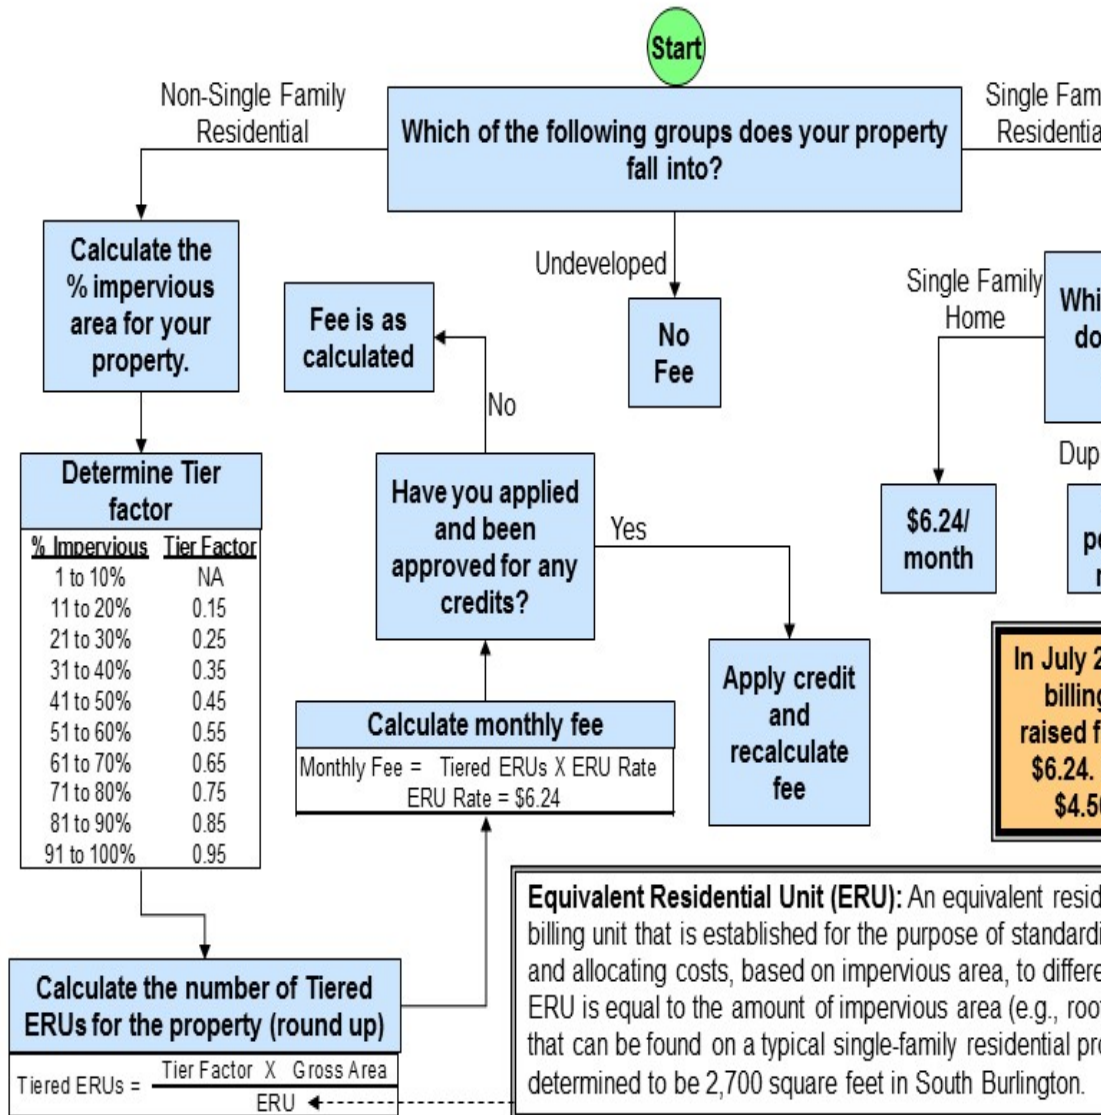 Start
Non-Single Family
Residential
Which of the following groups does your property
fall into?
Single Fam
Residentia
Calculate the
% impervious
area for your
property.
Undeveloped
No
Fee
Fee is as
calculated
No
Single Family
Home
Whi
do
Dup
$6.24/
month
po
Determine Tier
factor
% Impervious Tier Factor
1 to 10% NA
11 to 20% 0.15
21 to 30% 0.25
31 to 40% 0.35
41 to 50% 0.45
51 to 60% 0.55
61 to 70% 0.65
71 to 80% 0.75
81 to 90% 0.85
91 to 100% 0.95
Have you applied
and been
approved for any
credits?
Yes
Apply credit
and
recalculate
fee
In July 2
billing
raised f
$6.24.
$4.5
Calculate monthly fee
Monthly Fee = Tiered ERUs X ERU Rate
ERU Rate = $6.24
Calculate the number of Tiered
ERUs for the property (round up)
Tiered ERUs = Tier Factor X Gross Area
ERU
Equivalent Residential Unit (ERU): An equivalent resid
billing unit that is established for the purpose of standardi
and allocating costs, based on impervious area, to differe
ERU is equal to the amount of impervious area (e.g., roof
that can be found on a typical single-family residential pro
determined to be 2,700 square feet in South Burlington.